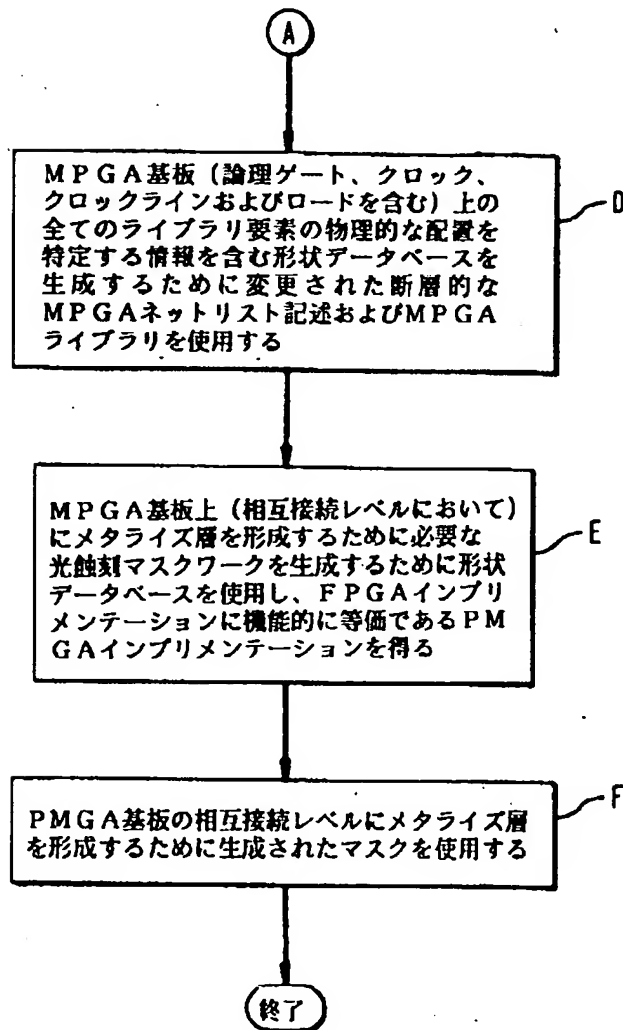 A
MPGA基板(論理ゲート、クロック、
クロックラインおよびロードを含む)上の
全てのライブラリ要素の物理的な配置を
特定する情報を含む形状データベースを
生成するために変更された断層的な
MPGAネットリスト記述およびMPGA
ライブラリを使用する
D
MPGA基板上(相互接続レベルにおいて)
にメタライズ層を形成するために必要な
光蝕刻マスクワークを生成するために形状
データベースを使用し、FPGAインプリ
メンテーションに機能的に等価であるPM
GAインプリメンテーションを得る
E
PMGA基板の相互接続レベルにメタライズ層
を形成するために生成されたマスクを使用する
F
終了